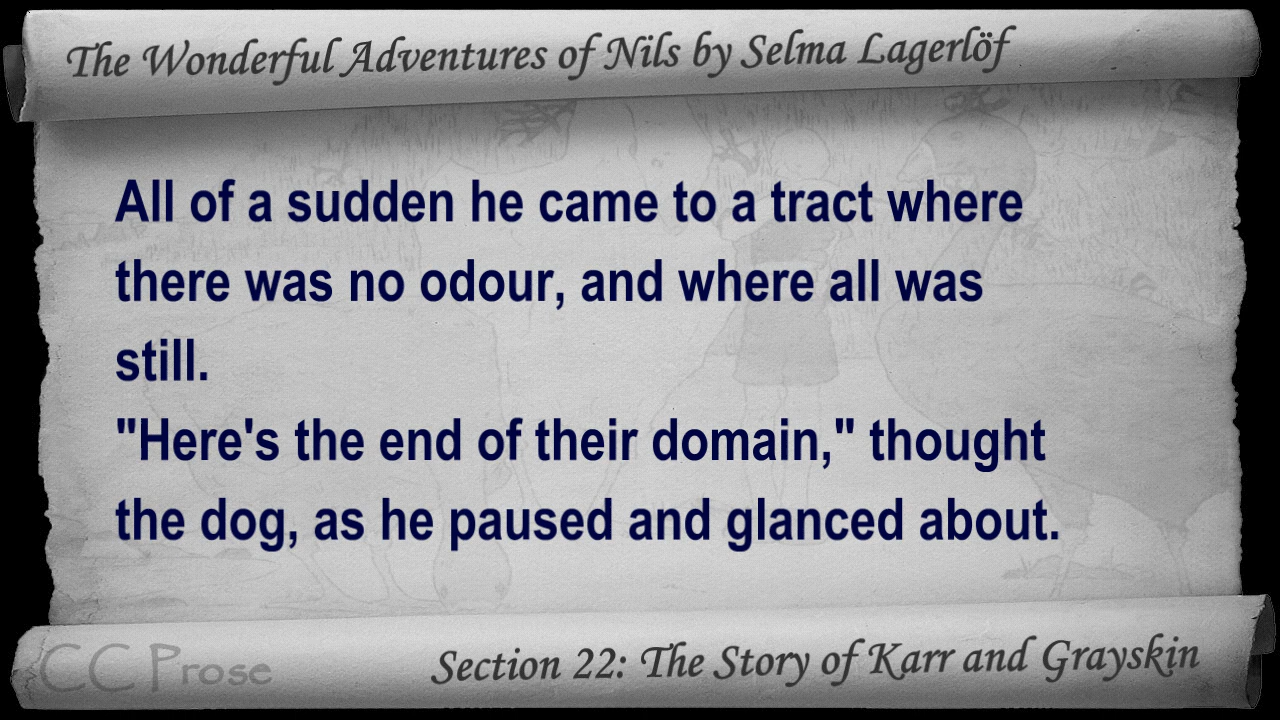 The Wonderful Adventures of Nils by Selma Lagerlöf
All of a sudden he came to a tract where
there was no odour, and where all was
still.
"Here's the end of their domain," thought
the dog, as he paused and glanced about.
CC Prose
Section 22: The Story of Karr and Grayskin